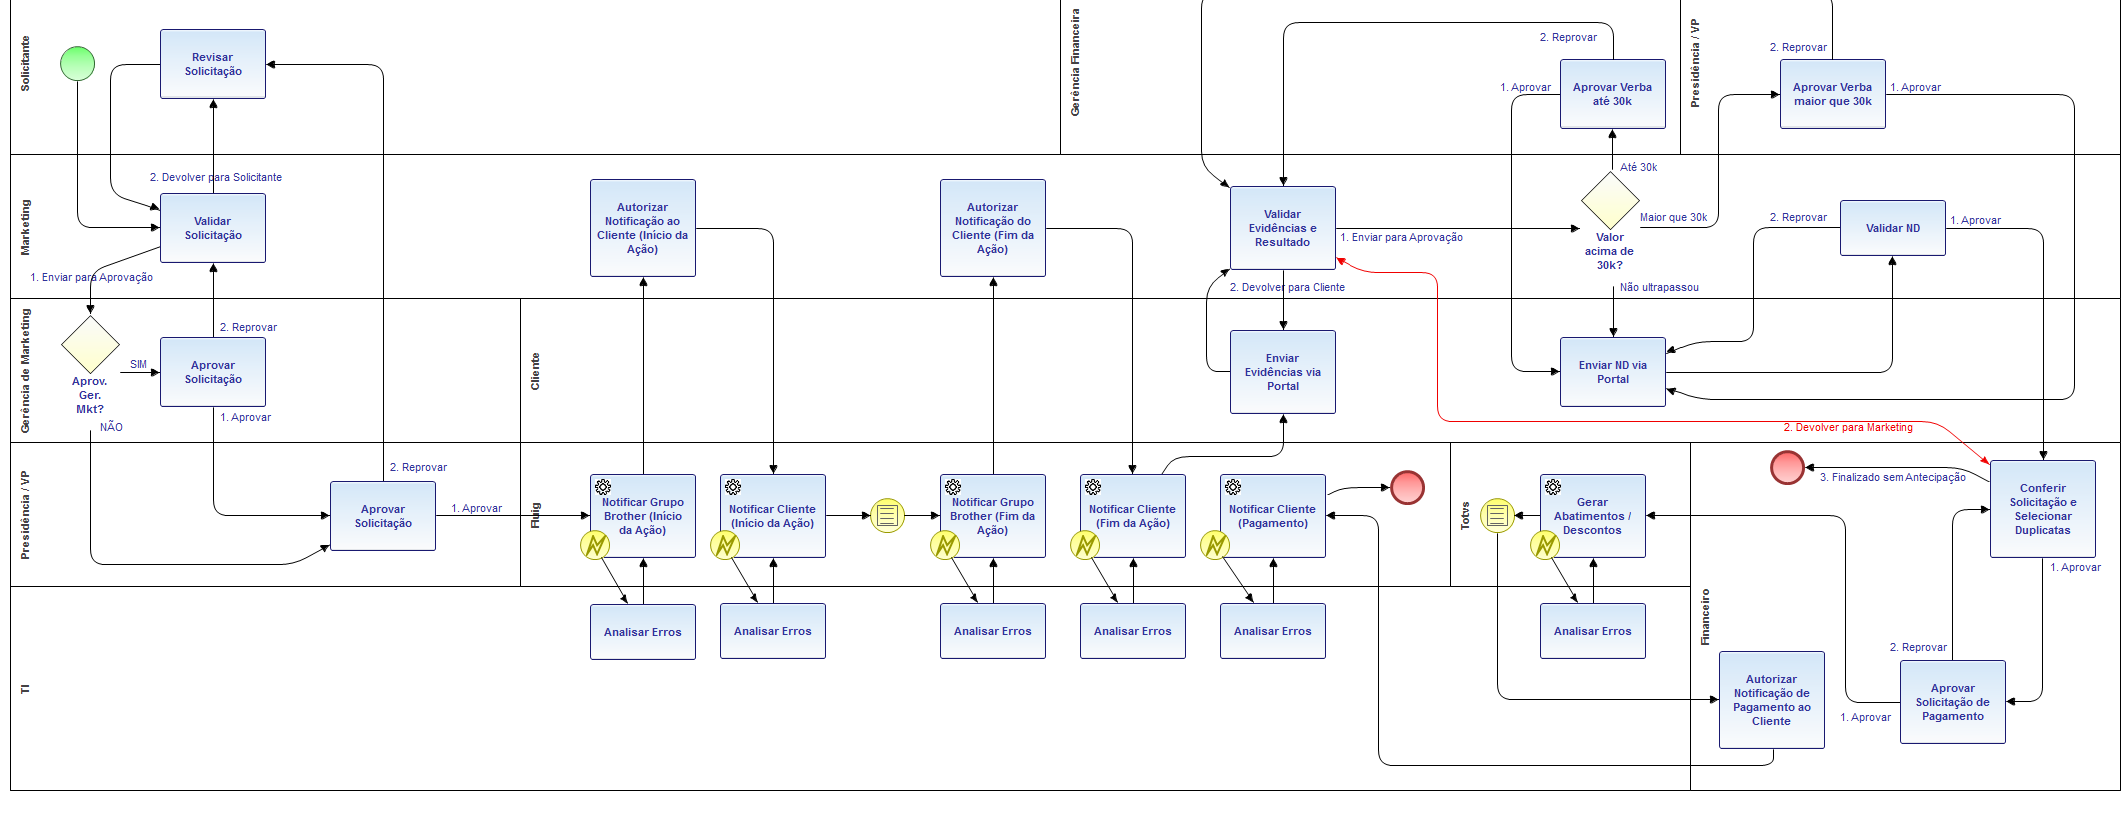 Solicitante
Revisar
Solicitação
2. Devolver para Solicitante
Gerência Financeira
2. Reprovar
1. Aprovar
Aprovar Verba
até 30k
Presidência / VP
2. Reprovar
Aprovar Verba
maior que 30k
1. Aprovar
Marketing
Validar
Solicitação
1. Enviar para Aprovação
Autorizar
Notificação ao
Cliente (Início da
Ação)
Autorizar
Notificação do
Cliente (Fim da
Ação)
Validar
Evidências e
Resultado
1. Enviar para Aprovação
2. Devolver para Cliente
Até 30k
Maior que 30k
Valor
acima de
30k?
Não ultrapassou
2. Reprovar
Validar ND
1. Aprovar
Gerência de Marketing
Aprov.
Ger.
Mkt?
SIM
NÃO
2. Reprovar
Aprovar
Solicitação
1. Aprovar
Cliente
Enviar
Evidências via
Portal
Enviar ND via
Portal
2. Devolver para Marketing
Presidência / VP
2. Reprovar
Aprovar
Solicitação
1. Aprovar
Fluig
Notificar Grupo
Brother (Início
da Ação)
Notificar Cliente
(Início da Ação)
Notificar Grupo
Brother (Fim da
Ação)
Notificar Cliente
(Fim da Ação)
Notificar Cliente
(Pagamento)
Totvs
Gerar
Abatimentos /
Descontos
3. Finalizado sem Antecipação
Conferir
Solicitação e
Selecionar
Duplicatas
1. Aprovar
TI
Analisar Erros
Analisar Erros
Analisar Erros
Analisar Erros
Analisar Erros
Analisar Erros
Financeiro
Autorizar
Notificação de
Pagamento ao
Cliente
2. Reprovar
1. Aprovar
Aprovar
Solicitação de
Pagamento